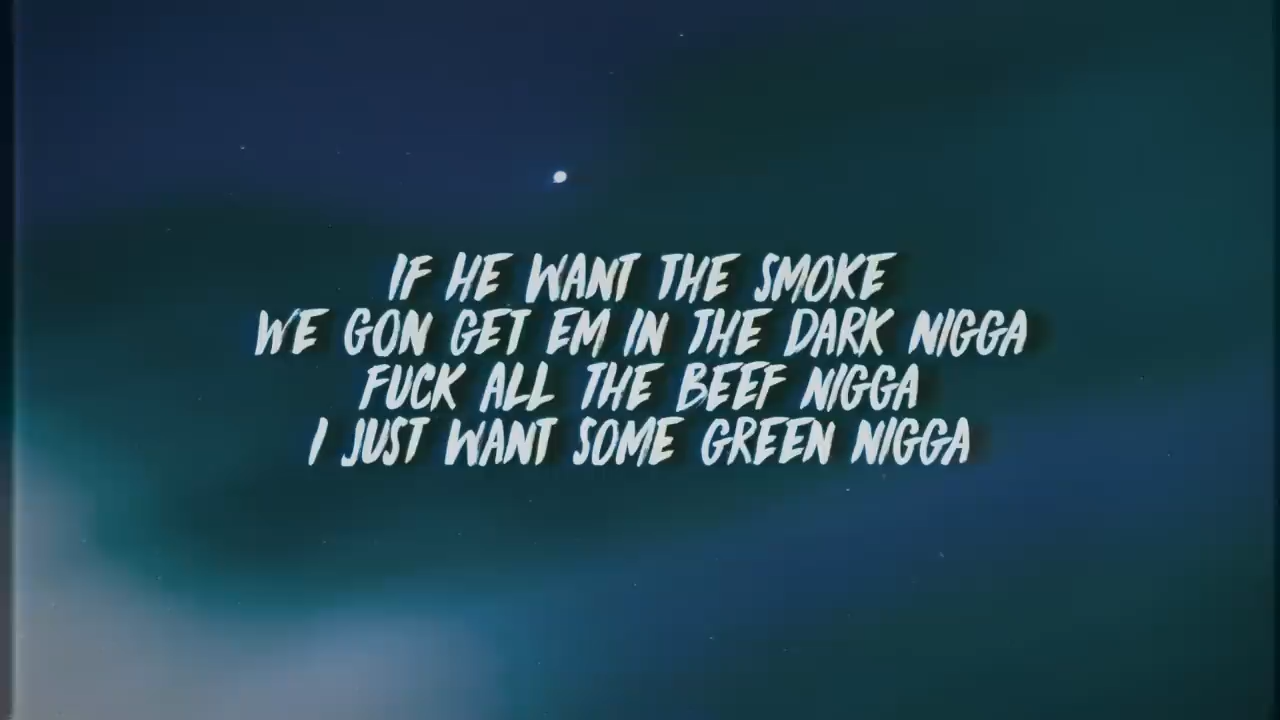 IF HE WANT THE SMOKE
WE GON GET EM IN THE DARK NIGGA
FUCK ALL THE BEEF NIGGA
I JUST WANT SOME GREEN NIGGA